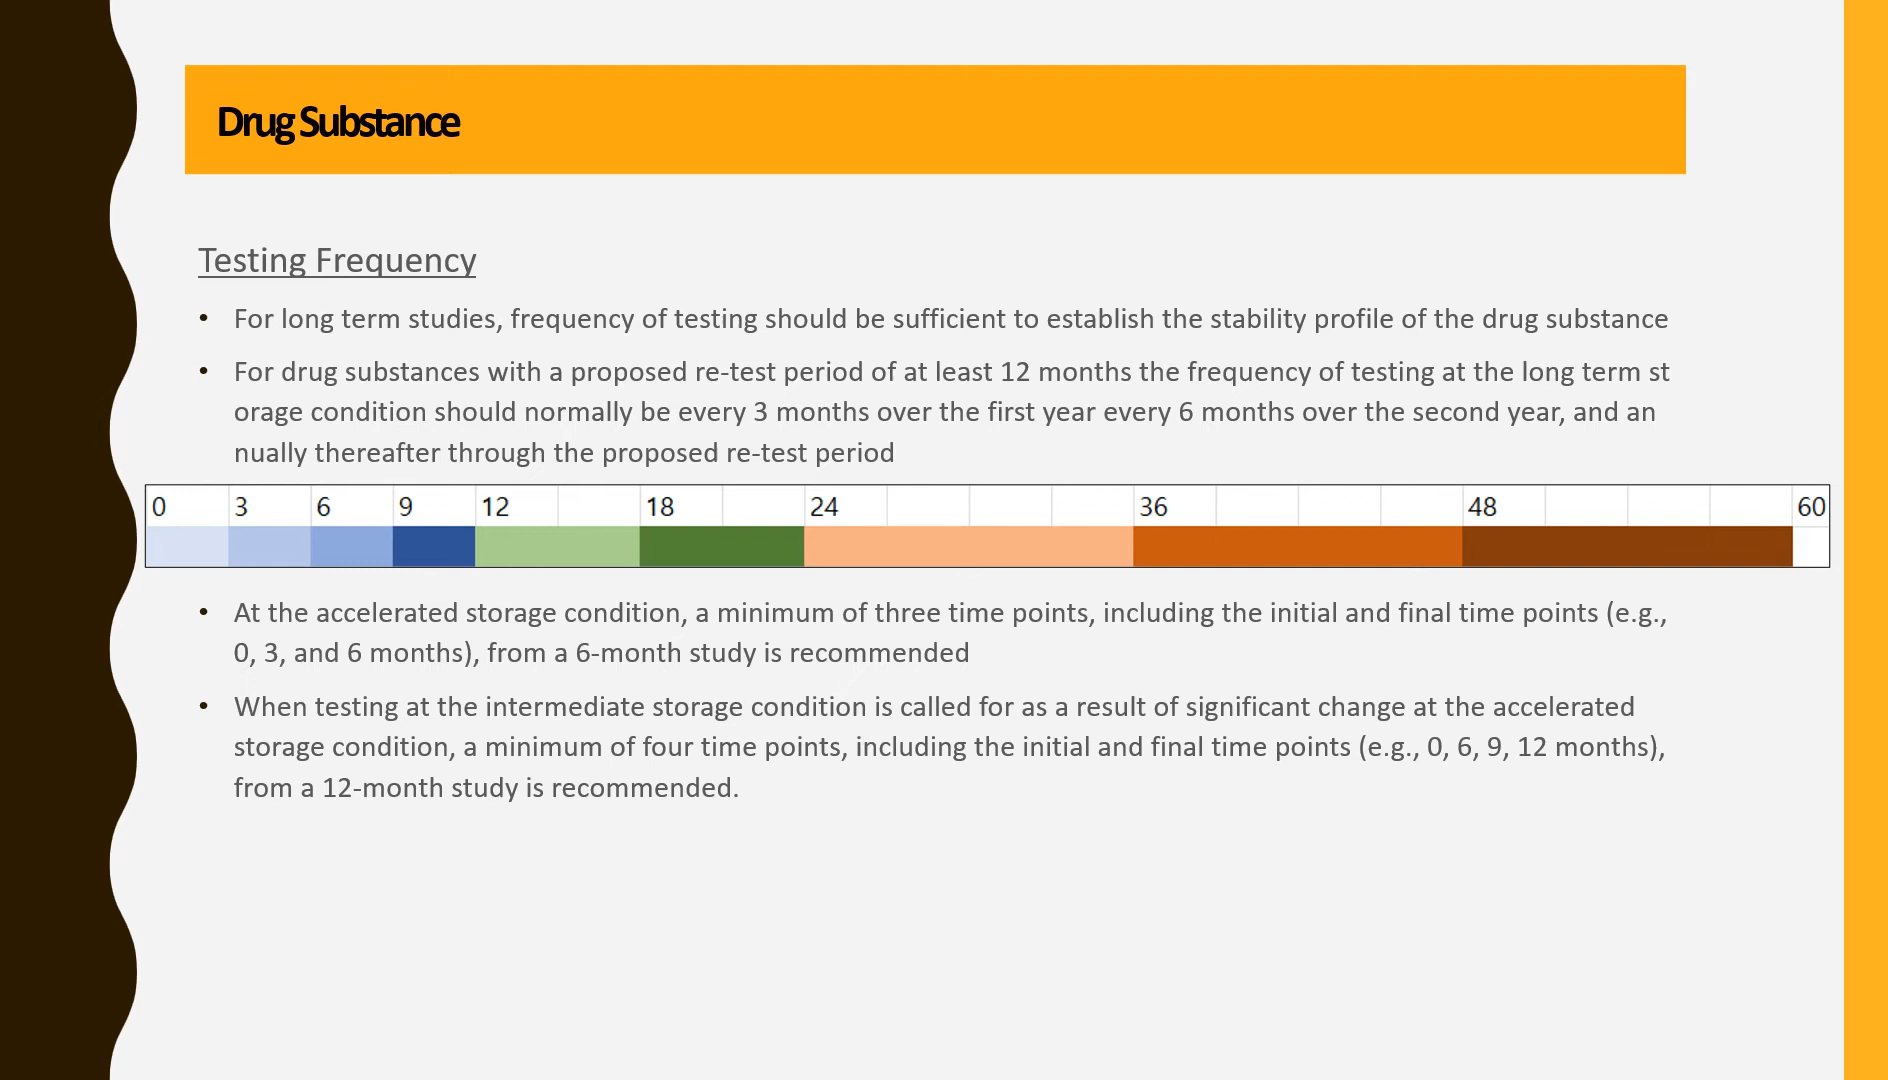 Drug Substance
Testing Frequency
• For long term studies, frequency of testing should be sufficient to establish the stability profile of the drug substance
• For drug substances with a proposed re-test period of at least 12 months the frequency of testing at the long term st
orage condition should normally be every 3 months over the first year every 6 months over the second year, and an
nually thereafter through the proposed re-test period
0 3 6 9 12 18 24 36 48 60
• At the accelerated storage condition, a minimum of three time points, including the initial and final time points (e.g.,
0, 3, and 6 months), from a 6-month study is recommended
• When testing at the intermediate storage condition is called for as a result of significant change at the accelerated
storage condition, a minimum of four time points, including the initial and final time points (e.g., 0, 6, 9, 12 months),
from a 12-month study is recommended.